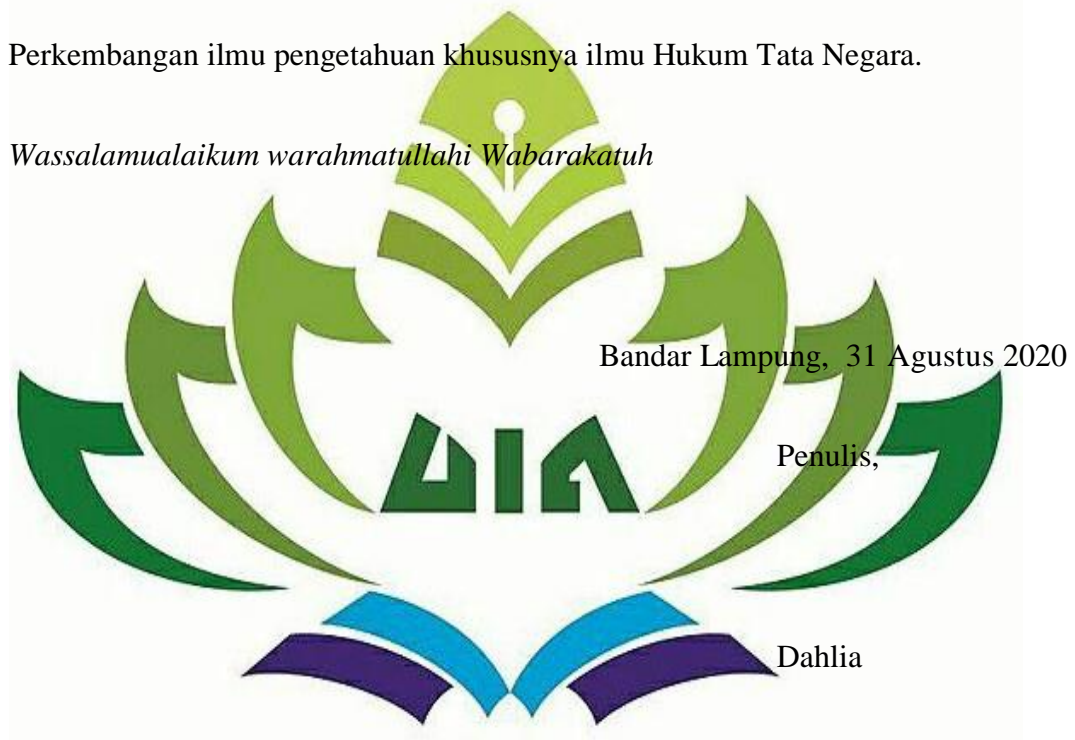 Perkembangan ilmu pengetahuan khususnya ilmu Hukum Tata Negara.
Wassalamualaikum warahmatullahi Wabarakatuh
Bandar Lampung, 31 Agustus 2020
Penulis,
UIN
Dahlia